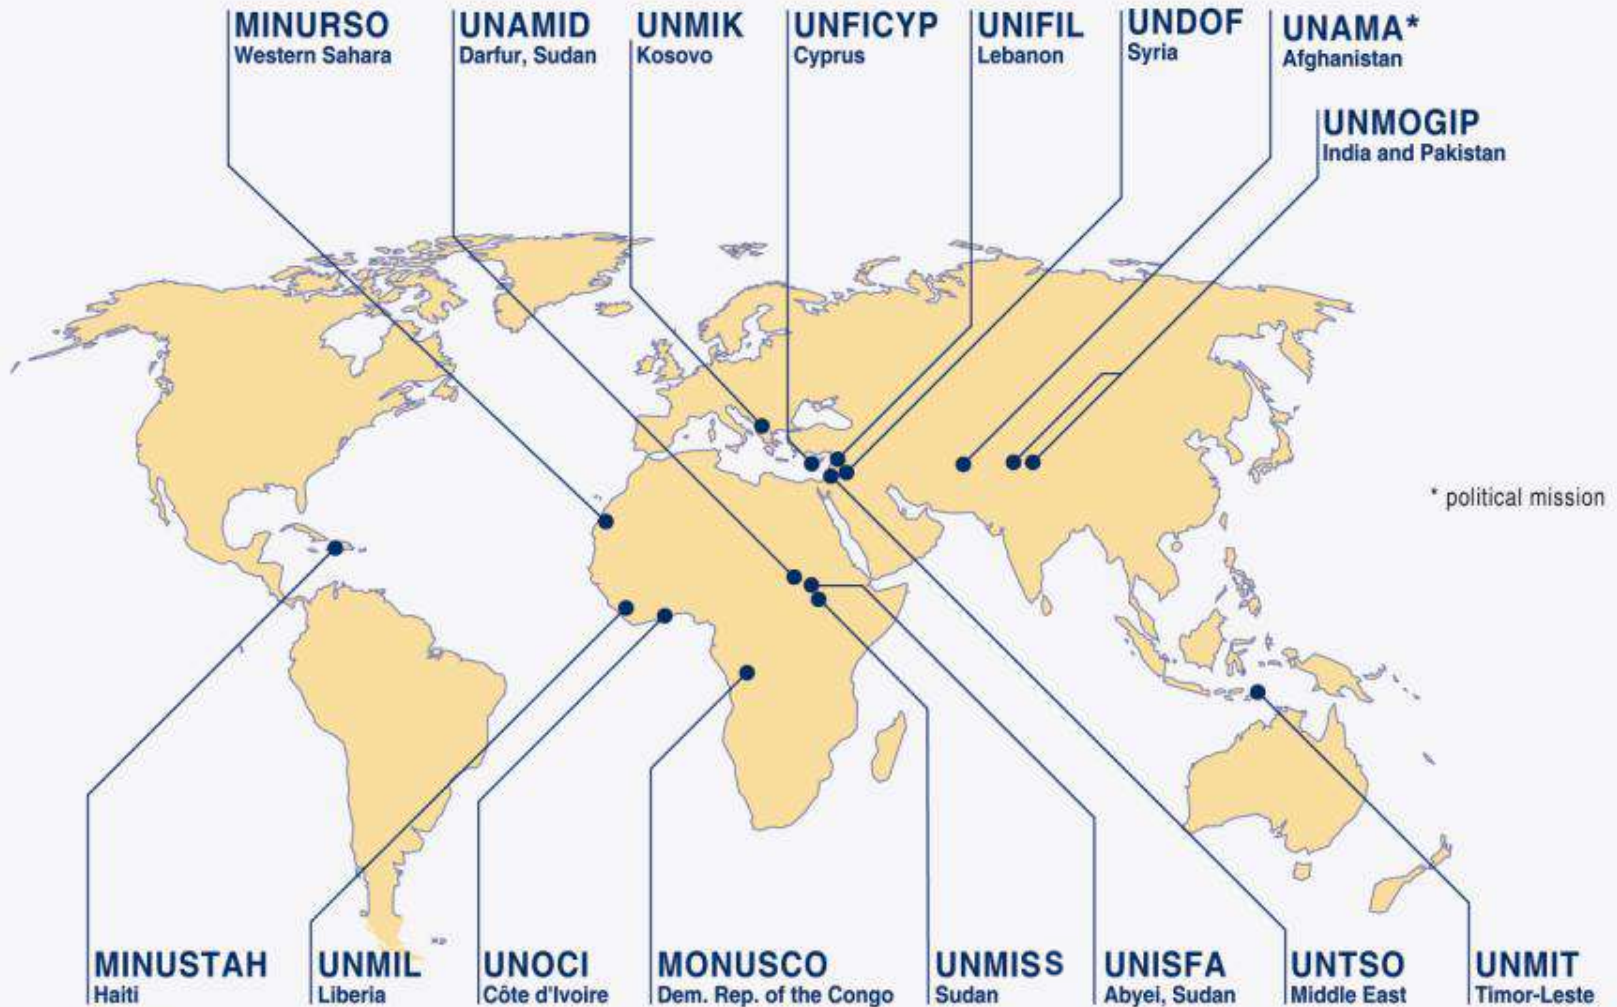 MINURSO
Western Sahara
UNAMID
Darfur, Sudan
UNMIK
Kosovo
UNFICYP
Cyprus
UNIFIL
Lebanon
UNDOF
Syria
UNAMA*
Afghanistan
UNMOGIP
India and Pakistan
* political mission
MINUSTAH
Haiti
UNMIL
Liberia
UNOCI
Côte d'Ivoire
MONUSCO
Dem. Rep. of the Congo
UNMISS
Sudan
UNISFA
Abyei, Sudan
UNTSO
Middle East
UNMIT
Timor-Leste